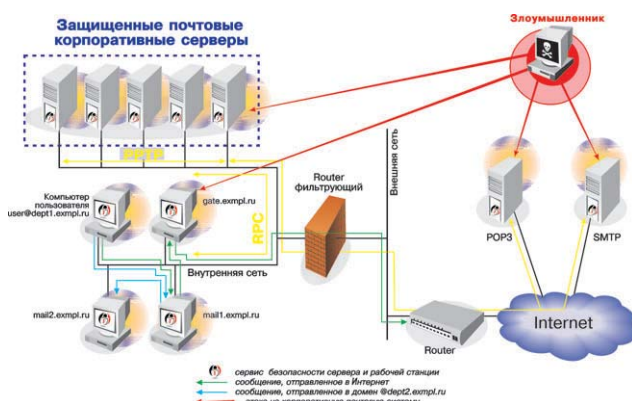 Защищенные почтовые
корпоративные серверы
Злоумышленник
Компьютер
пользователя
user@dept1.exmpl.ru
gate.exmpl.ru
RPC
Router
фильтрующий
Внешняя сеть
POP3
SMTP
Внутренняя сеть
mail2.exmpl.ru
mail1.exmpl.ru
Router
Internet
сервис безопасности сервера и рабочей станции
сообщение, отправленное в Интернет
сообщение, отправленное в домен @dept2.exmpl.ru